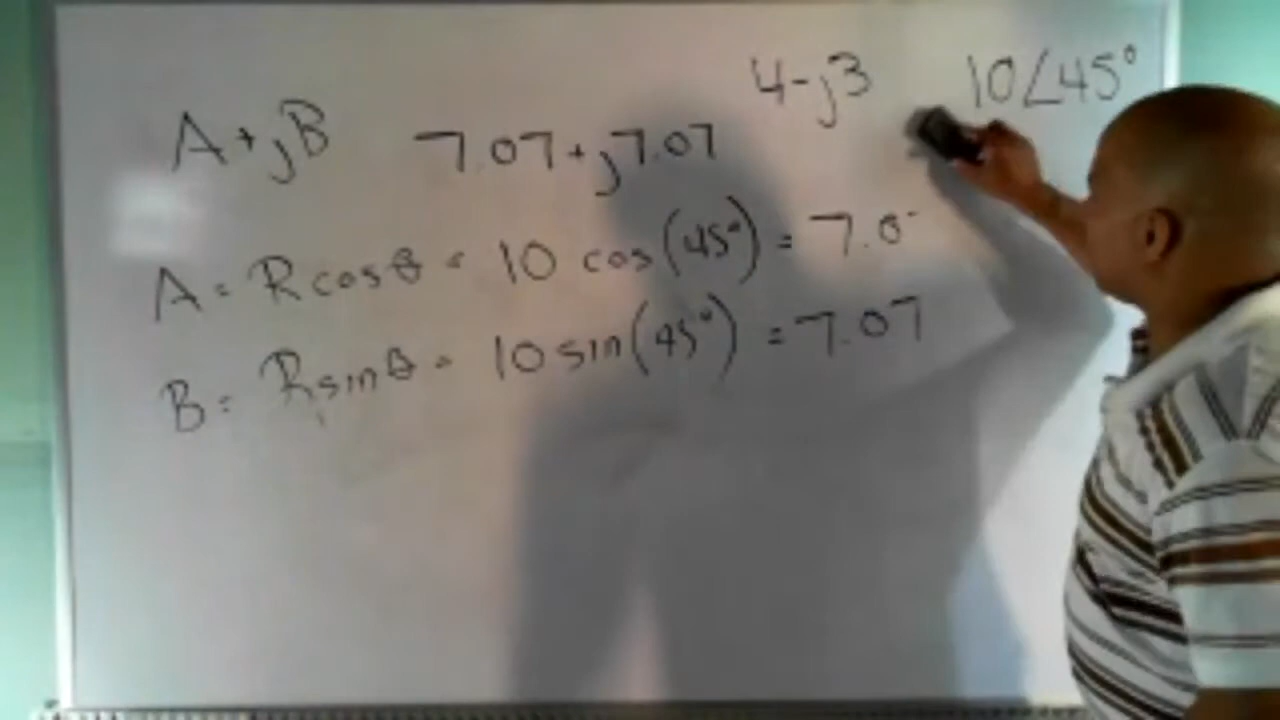 4-j3 10∠45°
A+jB 7.07+j7.07
A = Rcosθ = 10 cos(45°) = 7.0
B = Rsinθ = 10 sin(45°) = 7.07